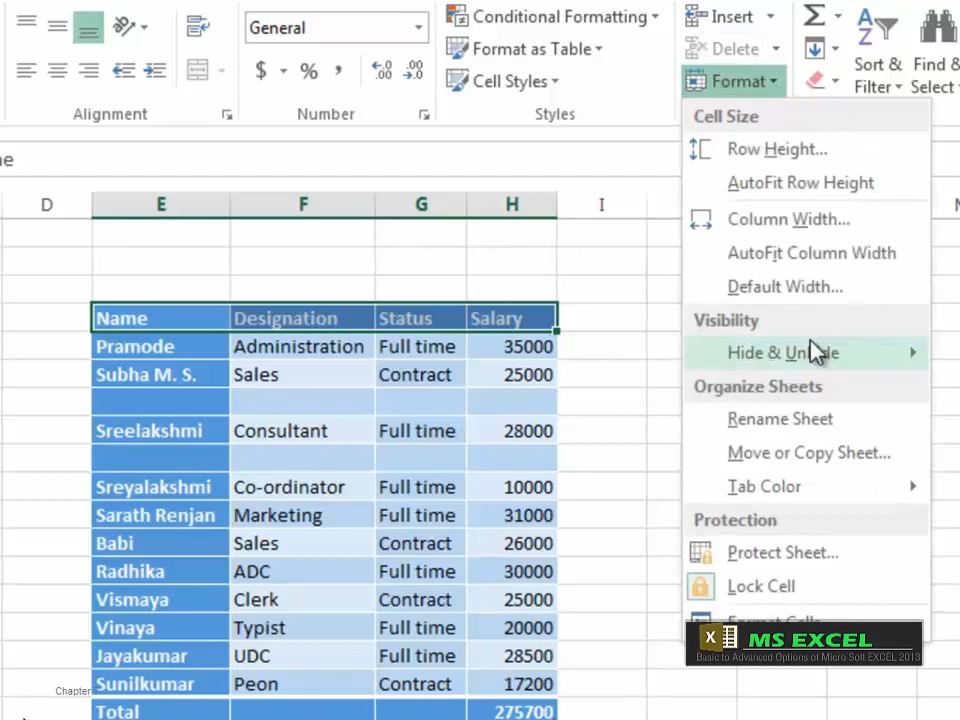 General
Conditional Formatting
Insert
Σ
A
Z
$ % ,
Format as Table
Delete
Sort & Find &
Cell Styles
Format
Filter Select
Alignment
Number
Styles
Cell Size
Row Height...
AutoFit Row Height
Column Width...
AutoFit Column Width
Default Width...
Visibility
Organize Sheets
Rename Sheet
Move or Copy Sheet...
Tab Color
Protection
Protect Sheet...
Lock Cell
D E F G H I
Name Designation Status Salary
Pramode Administration Full time 35000
Subha M. S. Sales Contract 25000
Sreelakshmi Consultant Full time 28000
Sreyalakshmi Co-ordinator Full time 10000
Sarath Renjan Marketing Full time 31000
Babi Sales Contract 26000
Radhika ADC Full time 30000
Vismaya Clerk Contract 25000
Vinaya Typist Full time 20000
Jayakumar UDC Full time 28500
Sunilkumar Peon Contract 17200
Total 275700
Chapter
MS EXCEL
Basic to Advanced Options of Micro Soft EXCEL 2013